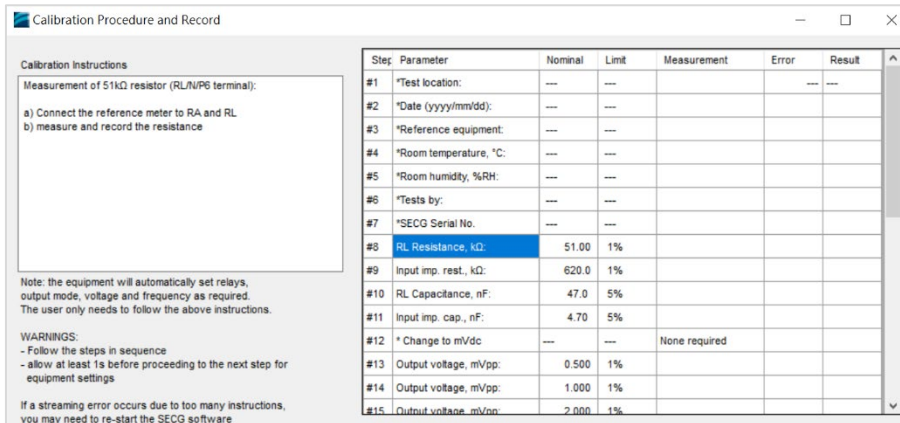 Calibration Procedure and Record
Calibration Instructions
Measurement of 51kΩ resistor (RL/N/P6 terminal):
a) Connect the reference meter to RA and RL
b) measure and record the resistance
Note: the equipment will automatically set relays,
output mode, voltage and frequency as required.
The user only needs to follow the above instructions.
WARNINGS:
- Follow the steps in sequence
- allow at least 1s before proceeding to the next step for
equipment settings
If a streaming error occurs due to too many instructions,
you may need to re-start the SECG software
Step Parameter Nominal Limit Measurement Error Result
#1 *Test location: --- --- --- ---
#2 *Date (yyyy/mm/dd): --- ---
#3 *Reference equipment: --- ---
#4 *Room temperature, °C: --- ---
#5 *Room humidity, %RH: --- ---
#6 *Tests by: --- ---
#7 *SECG Serial No. --- ---
#8 RL Resistance, kΩ: 51.00 1%
#9 Input imp. rest., kΩ: 620.0 1%
#10 RL Capacitance, nF: 47.0 5%
#11 Input imp. cap., nF: 4.70 5%
#12 * Change to mVdc --- --- None required
#13 Output voltage, mVpp: 0.500 1%
#14 Output voltage, mVpp: 1.000 1%
#15 Output voltage, mVpp: 2.000 1%